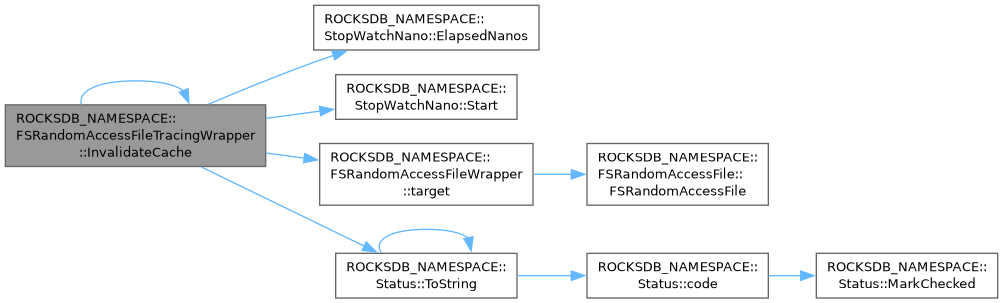 ROCKSDB_NAMESPACE::
StopWatchNano::ElapsedNanos
ROCKSDB_NAMESPACE::
StopWatchNano::Start
ROCKSDB_NAMESPACE::
FSRandomAccessFileTracingWrapper
::InvalidateCache
ROCKSDB_NAMESPACE::
FSRandomAccessFileWrapper
::target
ROCKSDB_NAMESPACE::
FSRandomAccessFile::
FSRandomAccessFile
ROCKSDB_NAMESPACE::
Status::ToString
ROCKSDB_NAMESPACE::
Status::code
ROCKSDB_NAMESPACE::
Status::MarkChecked